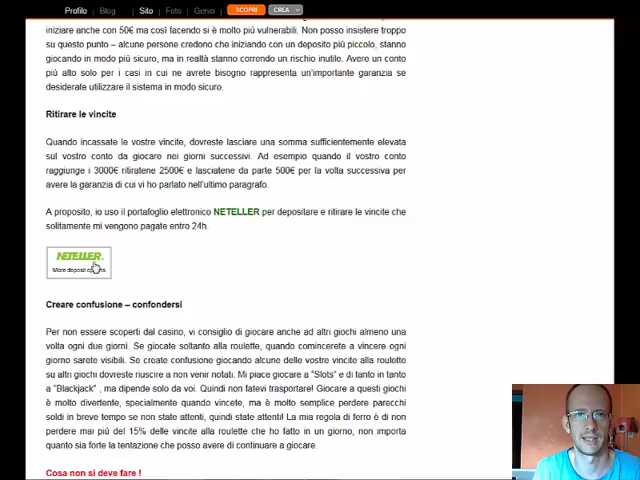 Profilo Blog Sito Foto Genio SCOPRI CREA
iniziare anche con 50€ ma così facendo si è molto più vulnerabili. Non posso insistere troppo
su questo punto – alcune persone credono che iniziando con un deposito più piccolo, stanno
giocando in modo più sicuro, ma in realtà stanno correndo un rischio inutile. Avere un conto
più alto solo per i casi in cui ne avrete bisogno rappresenta un'importante garanzia se
desiderate utilizzare il sistema in modo sicuro.
Ritirare le vincite
Quando incassate le vostre vincite, dovreste lasciare una somma sufficientemente elevata
sul vostro conto da giocare nei giorni successivi. Ad esempio quando il vostro conto
raggiunge i 3000€ ritiratene 2500€ e lasciatene da parte 500€ per la volta successiva per
avere la garanzia di cui vi ho parlato nell'ultimo paragrafo.
A proposito, io uso il portafoglio elettronico NETELLER per depositare e ritirare le vincite che
solitamente mi vengono pagate entro 24h.
NETELLER
More deposit
Creare confusione – confondersi
Per non essere scoperti dal casino, vi consiglio di giocare anche ad altri giochi almeno una
volta ogni due giorni. Se giocate soltanto alla roulette, quando comincerete a vincere ogni
giorno sarete visibili. Se create confusione giocando alcune delle vostre vincite alla roulette
su altri giochi dovreste riuscire a non venir notati. Mi piace giocare a "Slots" e di tanto in tanto
a "Blackjack" , ma dipende solo da voi. Quindi non fatevi trasportare! Giocare a questi giochi
è molto divertente, specialmente quando vincete, ma è molto semplice perdere parecchi
soldi in breve tempo se non state attenti, quindi state attenti! La mia regola di ferro è di non
perdere mai più del 15% delle vincite alla roulette che ho fatto in un giorno, non importa
quanto sia forte la tentazione che posso avere di continuare a giocare.
Cosa non si deve fare !